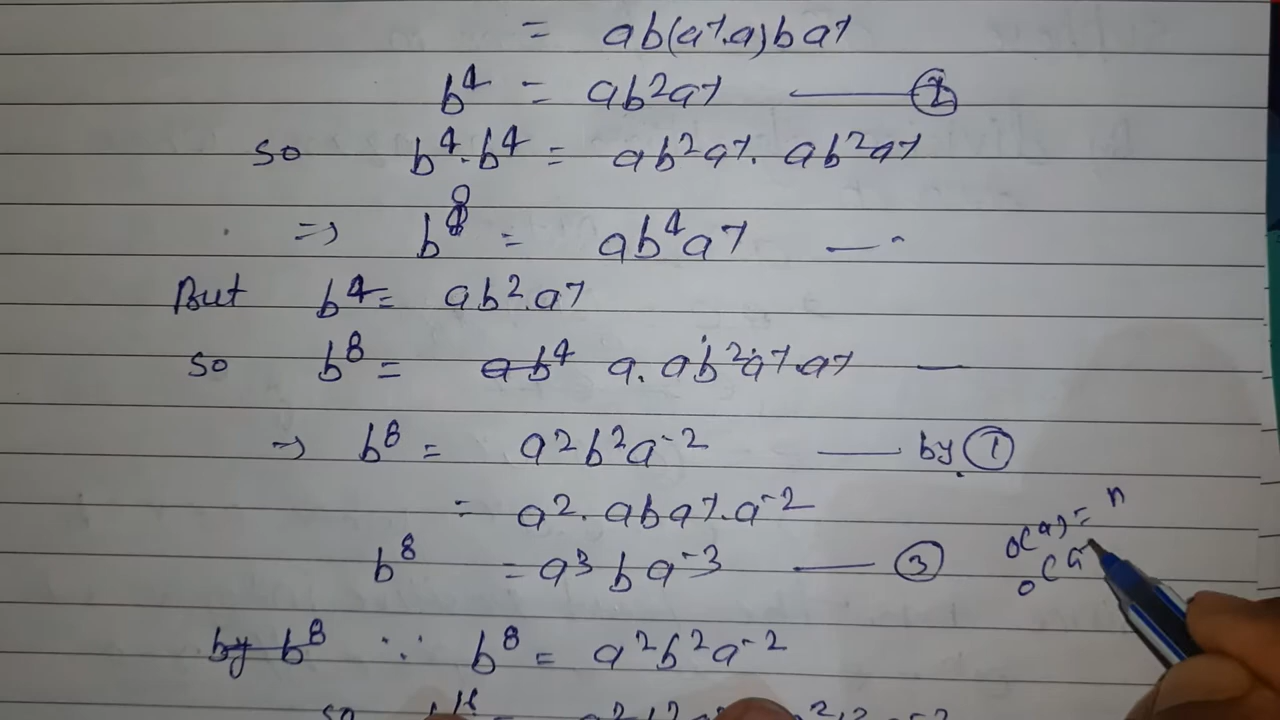 = ab(a⁻¹.a)ba⁻¹
b⁴ = ab²a⁻¹ —— ②
so b⁴.b⁴ = ab²a⁻¹. ab²a⁻¹
=) b⁸ = ab⁴a⁻¹ —
But b⁴ = ab².a⁻¹
so b⁸ = ab⁴ a. ab²a⁻¹.a⁻¹ —
→ b⁸ = a²b²a⁻² —— by ①
= a². aba⁻¹.a⁻²
b⁸ = a³ba⁻³ —— ③
o(a) = n
o(a
by b⁸ ∵ b⁸ = a²b²a⁻²
so